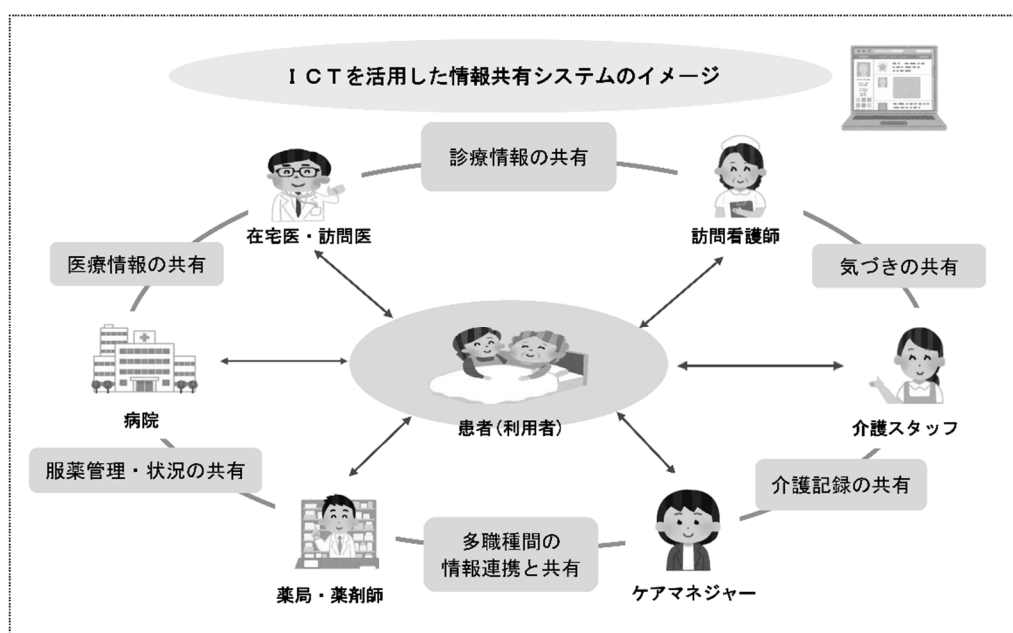 ＩＣＴを活用した情報共有システムのイメージ
診療情報の共有
在宅医・訪問医
訪問看護師
医療情報の共有
気づきの共有
病院
患者(利用者)
介護スタッフ
服薬管理・状況の共有
介護記録の共有
多職種間の
情報連携と共有
薬局・薬剤師
ケアマネジャー